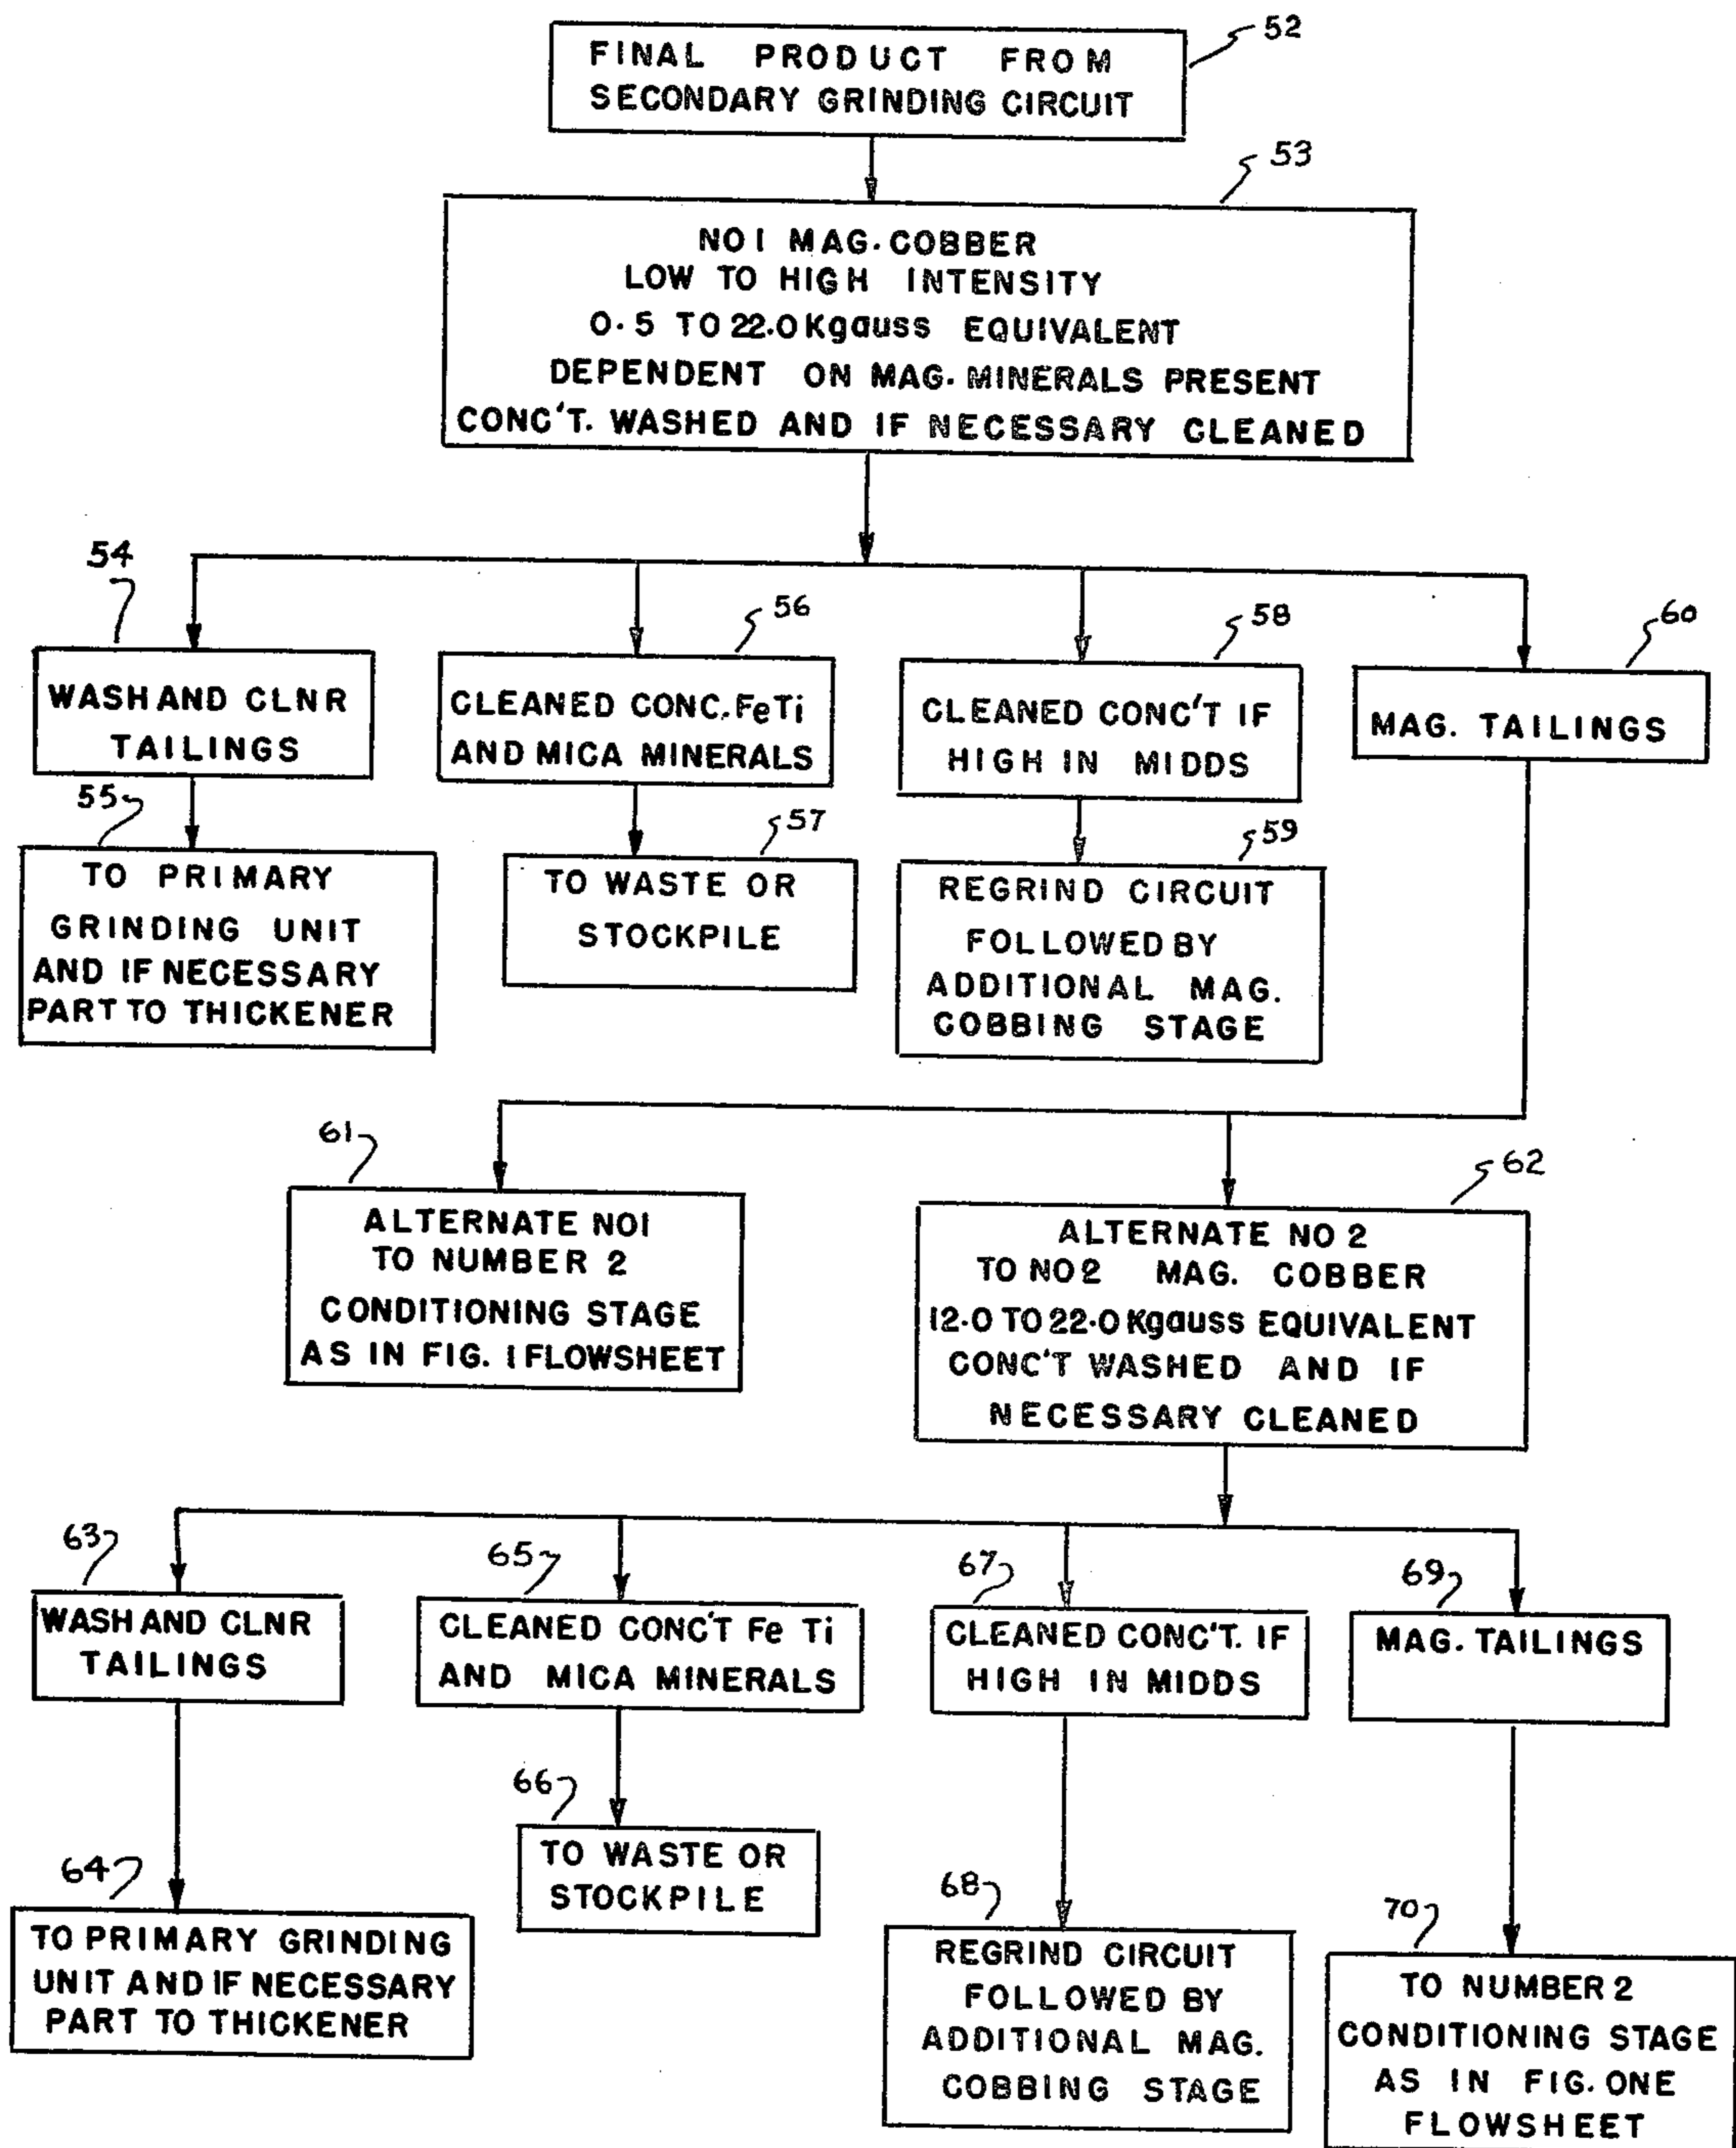 52
FINAL PRODUCT FROM
SECONDARY GRINDING CIRCUIT
53
NO1 MAG. COBBER
LOW TO HIGH INTENSITY
0.5 TO 22.0 Kgauss EQUIVALENT
DEPENDENT ON MAG. MINERALS PRESENT
CONC'T. WASHED AND IF NECESSARY CLEANED
54
WASH AND CLNR
TAILINGS
56
CLEANED CONC. FeTi
AND MICA MINERALS
58
CLEANED CONC'T IF
HIGH IN MIDDS
60
MAG. TAILINGS
55
TO PRIMARY
GRINDING UNIT
AND IF NECESSARY
PART TO THICKENER
57
TO WASTE OR
STOCKPILE
59
REGRIND CIRCUIT
FOLLOWED BY
ADDITIONAL MAG.
COBBING STAGE
61
ALTERNATE NO1
TO NUMBER 2
CONDITIONING STAGE
AS IN FIG. 1 FLOWSHEET
62
ALTERNATE NO 2
TO NO2 MAG. COBBER
12.0 TO 22.0 Kgauss EQUIVALENT
CONC'T WASHED AND IF
NECESSARY CLEANED
63
WASH AND CLNR
TAILINGS
65
CLEANED CONC'T Fe Ti
AND MICA MINERALS
67
CLEANED CONC'T. IF
HIGH IN MIDDS
69
MAG. TAILINGS
64
TO PRIMARY GRINDING
UNIT AND IF NECESSARY
PART TO THICKENER
66
TO WASTE OR
STOCKPILE
68
REGRIND CIRCUIT
FOLLOWED BY
ADDITIONAL MAG.
COBBING STAGE
70
TO NUMBER 2
CONDITIONING STAGE
AS IN FIG. ONE
FLOWSHEET